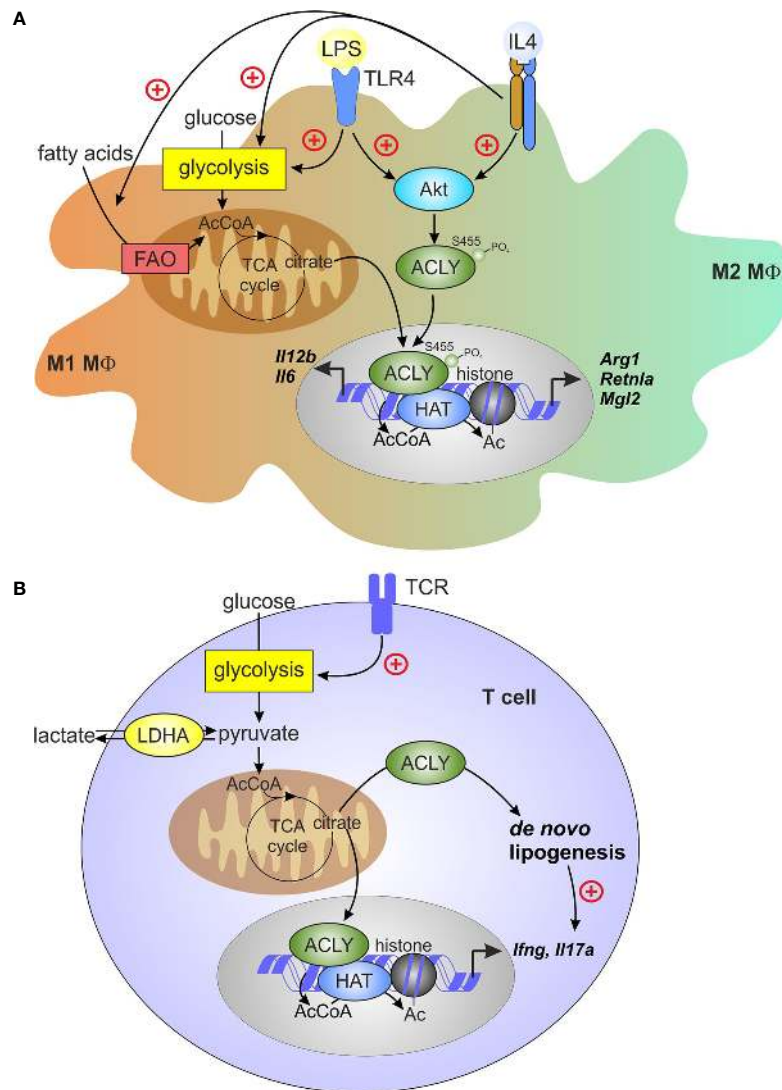 A
LPS
IL4
TLR4
glucose
fatty acids
glycolysis
Akt
AcCoA
FAO
TCA
cycle
citrate
S455
PO₄
ACLY
M2 MΦ
M1 MΦ
Il12b
Il6
S455
PO₄
ACLY
histone
HAT
AcCoA
Ac
Arg1
Retnla
Mgl2
B
TCR
glucose
glycolysis
T cell
lactate
LDHA
pyruvate
ACLY
AcCoA
TCA
cycle
citrate
de novo
lipogenesis
ACLY
histone
HAT
AcCoA
Ac
Ifng, Il17a